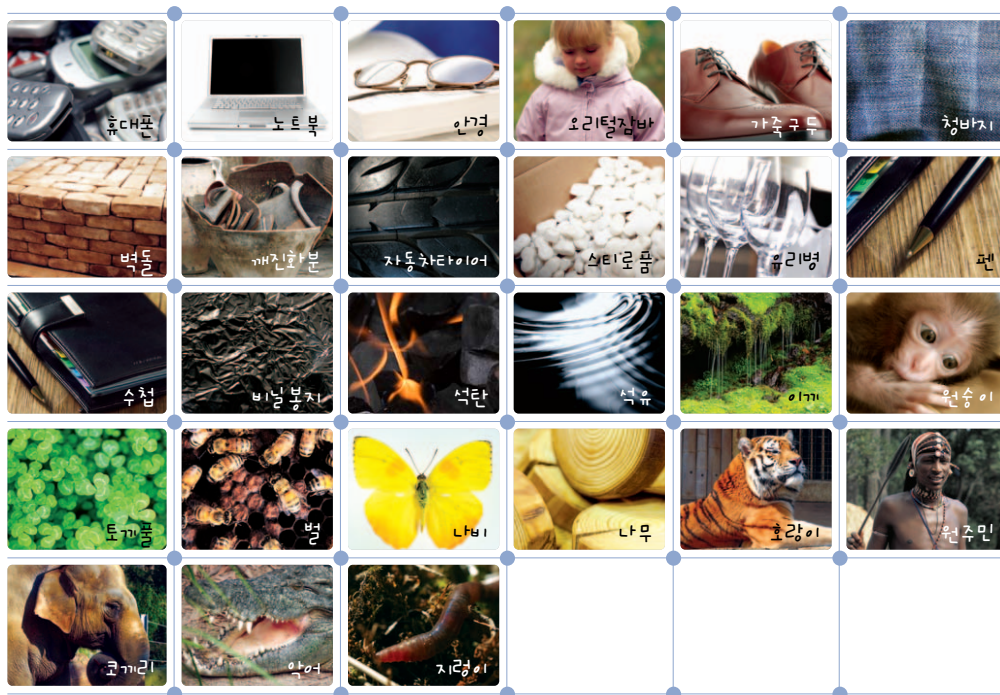 휴대폰
노트북
안경
오리털잠바
가죽구두
청바지
벽돌
깨진화분
자동차타이어
스티로폼
유리병
펜
수첩
비닐봉지
석탄
석유
이끼
원숭이
토끼풀
벌
나비
나무
호랑이
원주민
코끼리
악어
지렁이